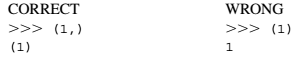 CORRECT WRONG
>>> (1,) >>> (1)
(1) 1